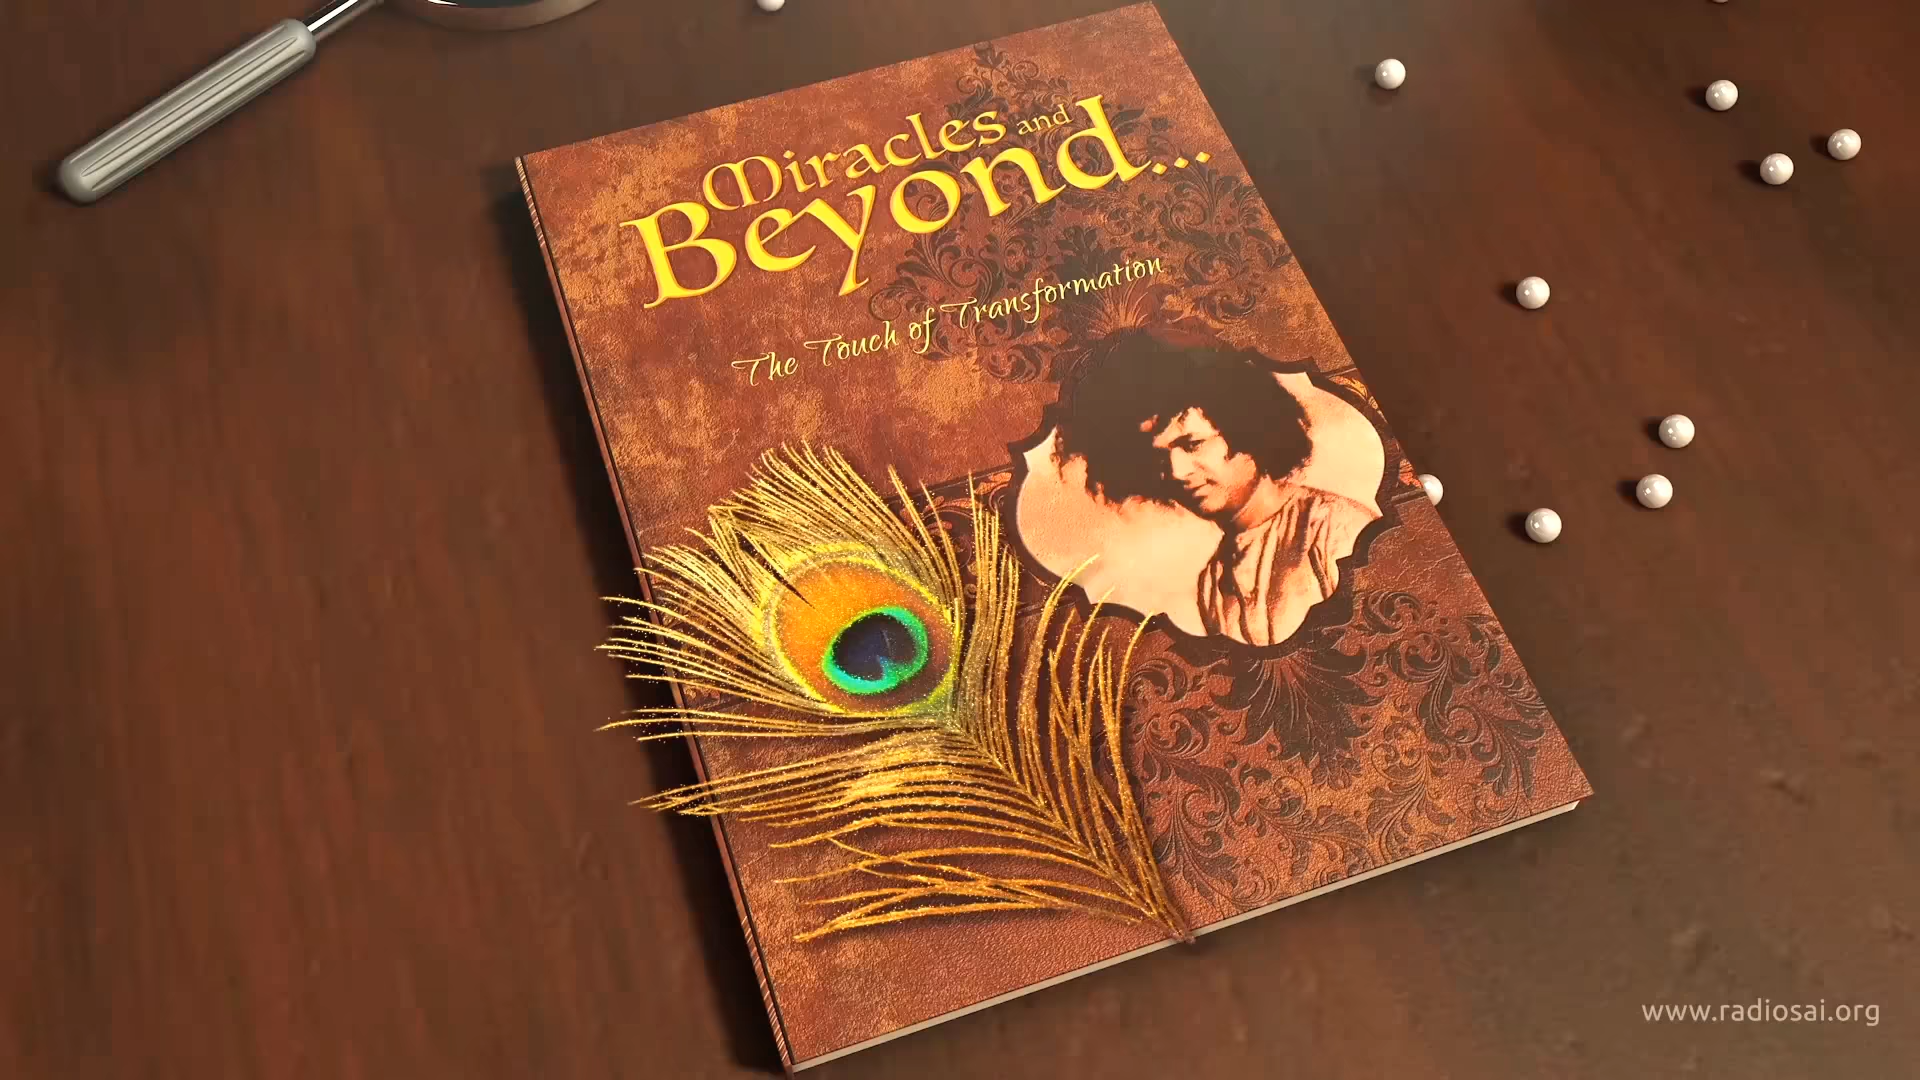 Miracles and
Beyond...
The Touch of Transformation
www.radiosai.org